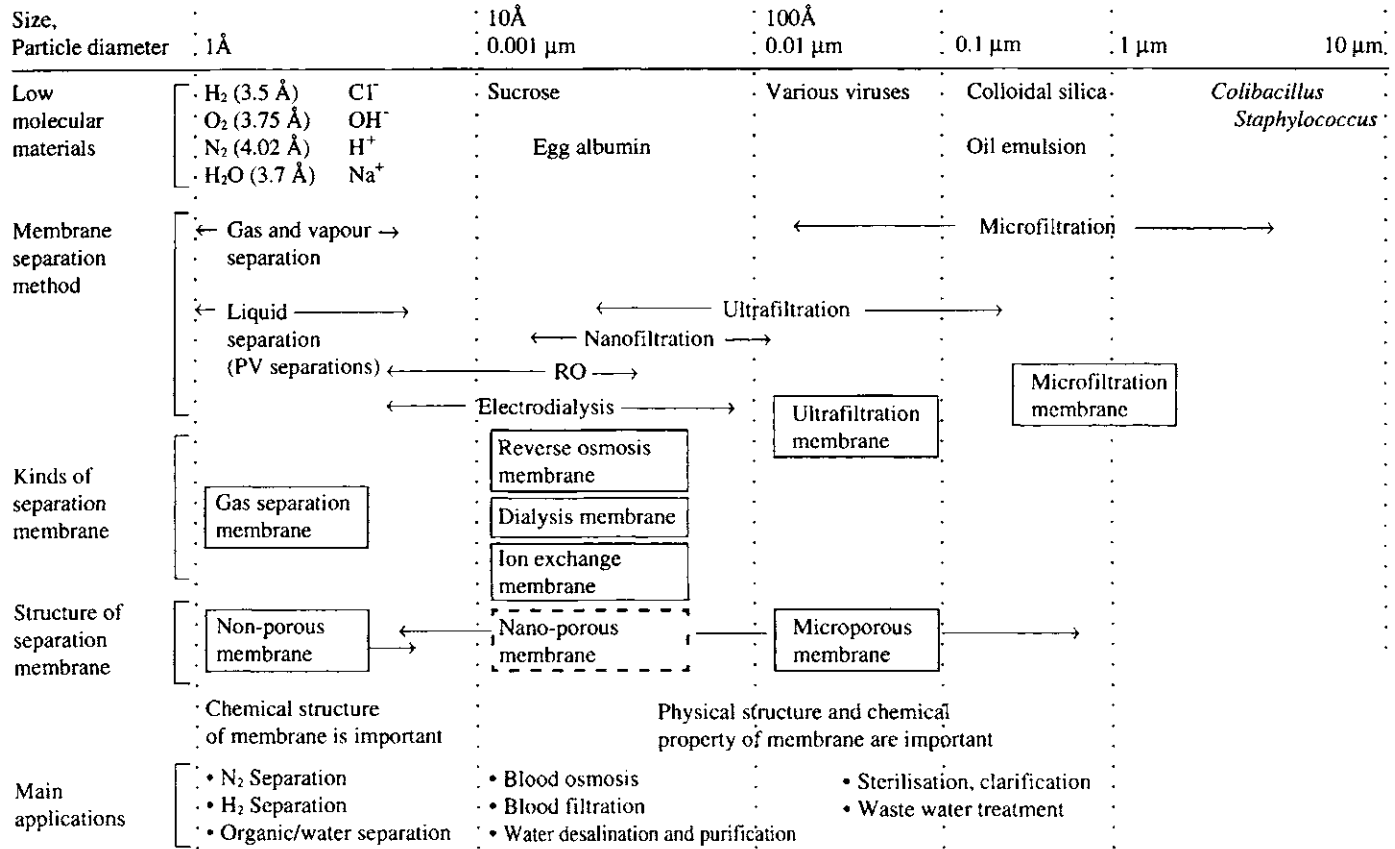 Size, 10Å 100Å
Particle diameter 1Å 0.001 µm 0.01 µm 0.1 µm 1 µm 10 µm
Low H₂ (3.5 Å) Cl⁻ Sucrose Various viruses Colloidal silica Colibacillus
molecular O₂ (3.75 Å) OH⁻ Staphylococcus
materials N₂ (4.02 Å) H⁺ Egg albumin Oil emulsion
H₂O (3.7 Å) Na⁺
Membrane ← Gas and vapour → ← Microfiltration →
separation separation
method
← Liquid → ← Ultrafiltration →
separation ← Nanofiltration →
(PV separations) ← RO →
Microfiltration
membrane
← Electrodialysis →
Ultrafiltration
membrane
Reverse osmosis
membrane
Kinds of
separation Gas separation Dialysis membrane
membrane membrane
Ion exchange
membrane
Structure of Non-porous → ← Nano-porous Microporous →
separation membrane membrane membrane
membrane
Chemical structure Physical structure and chemical
of membrane is important property of membrane are important
Main • N₂ Separation • Blood osmosis • Sterilisation, clarification
applications • H₂ Separation • Blood filtration • Waste water treatment
• Organic/water separation • Water desalination and purification